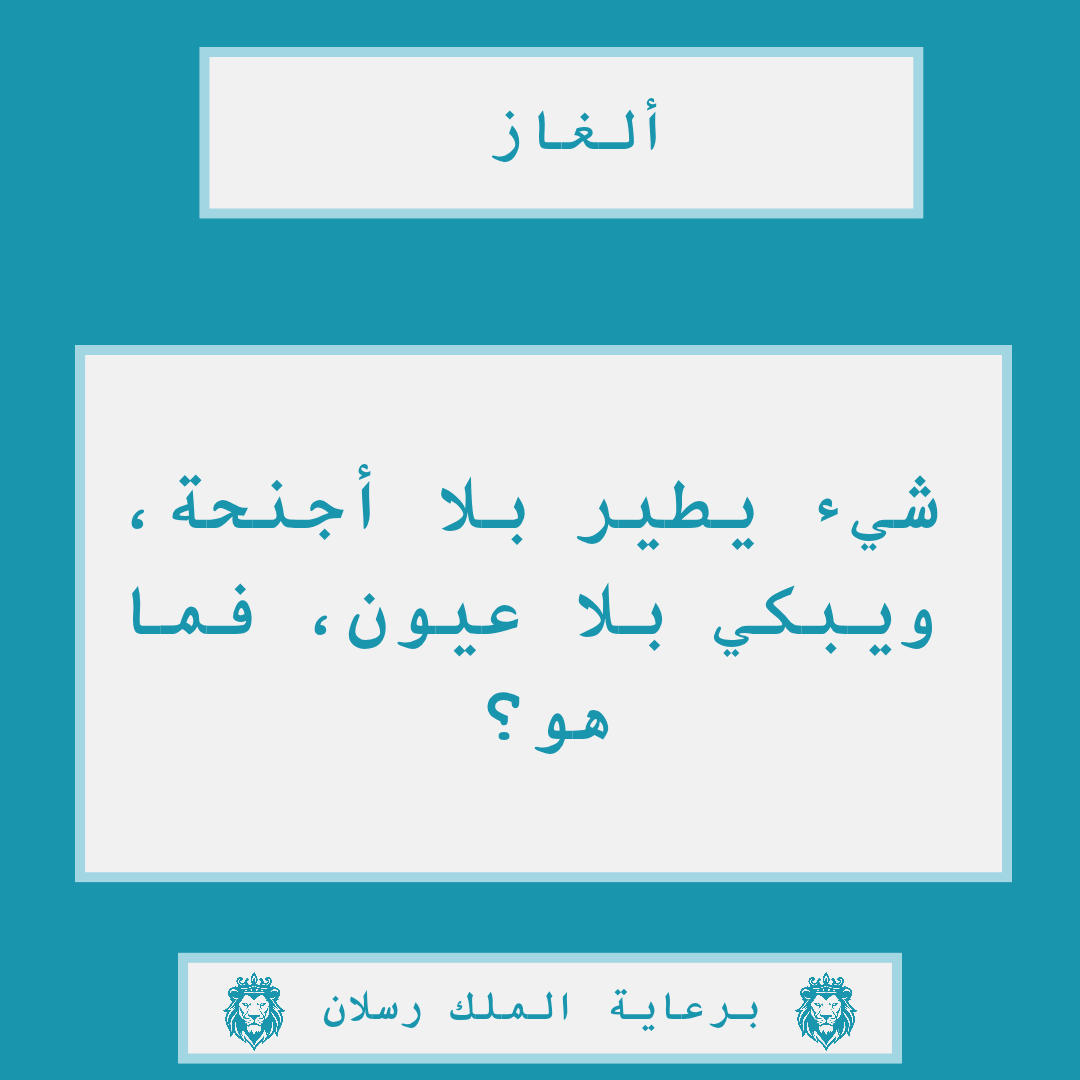 ألغاز
شيء يطير بلا أجنحة،
ويبكي بلا عيون، فما
هو؟
برعاية الملك رسلان